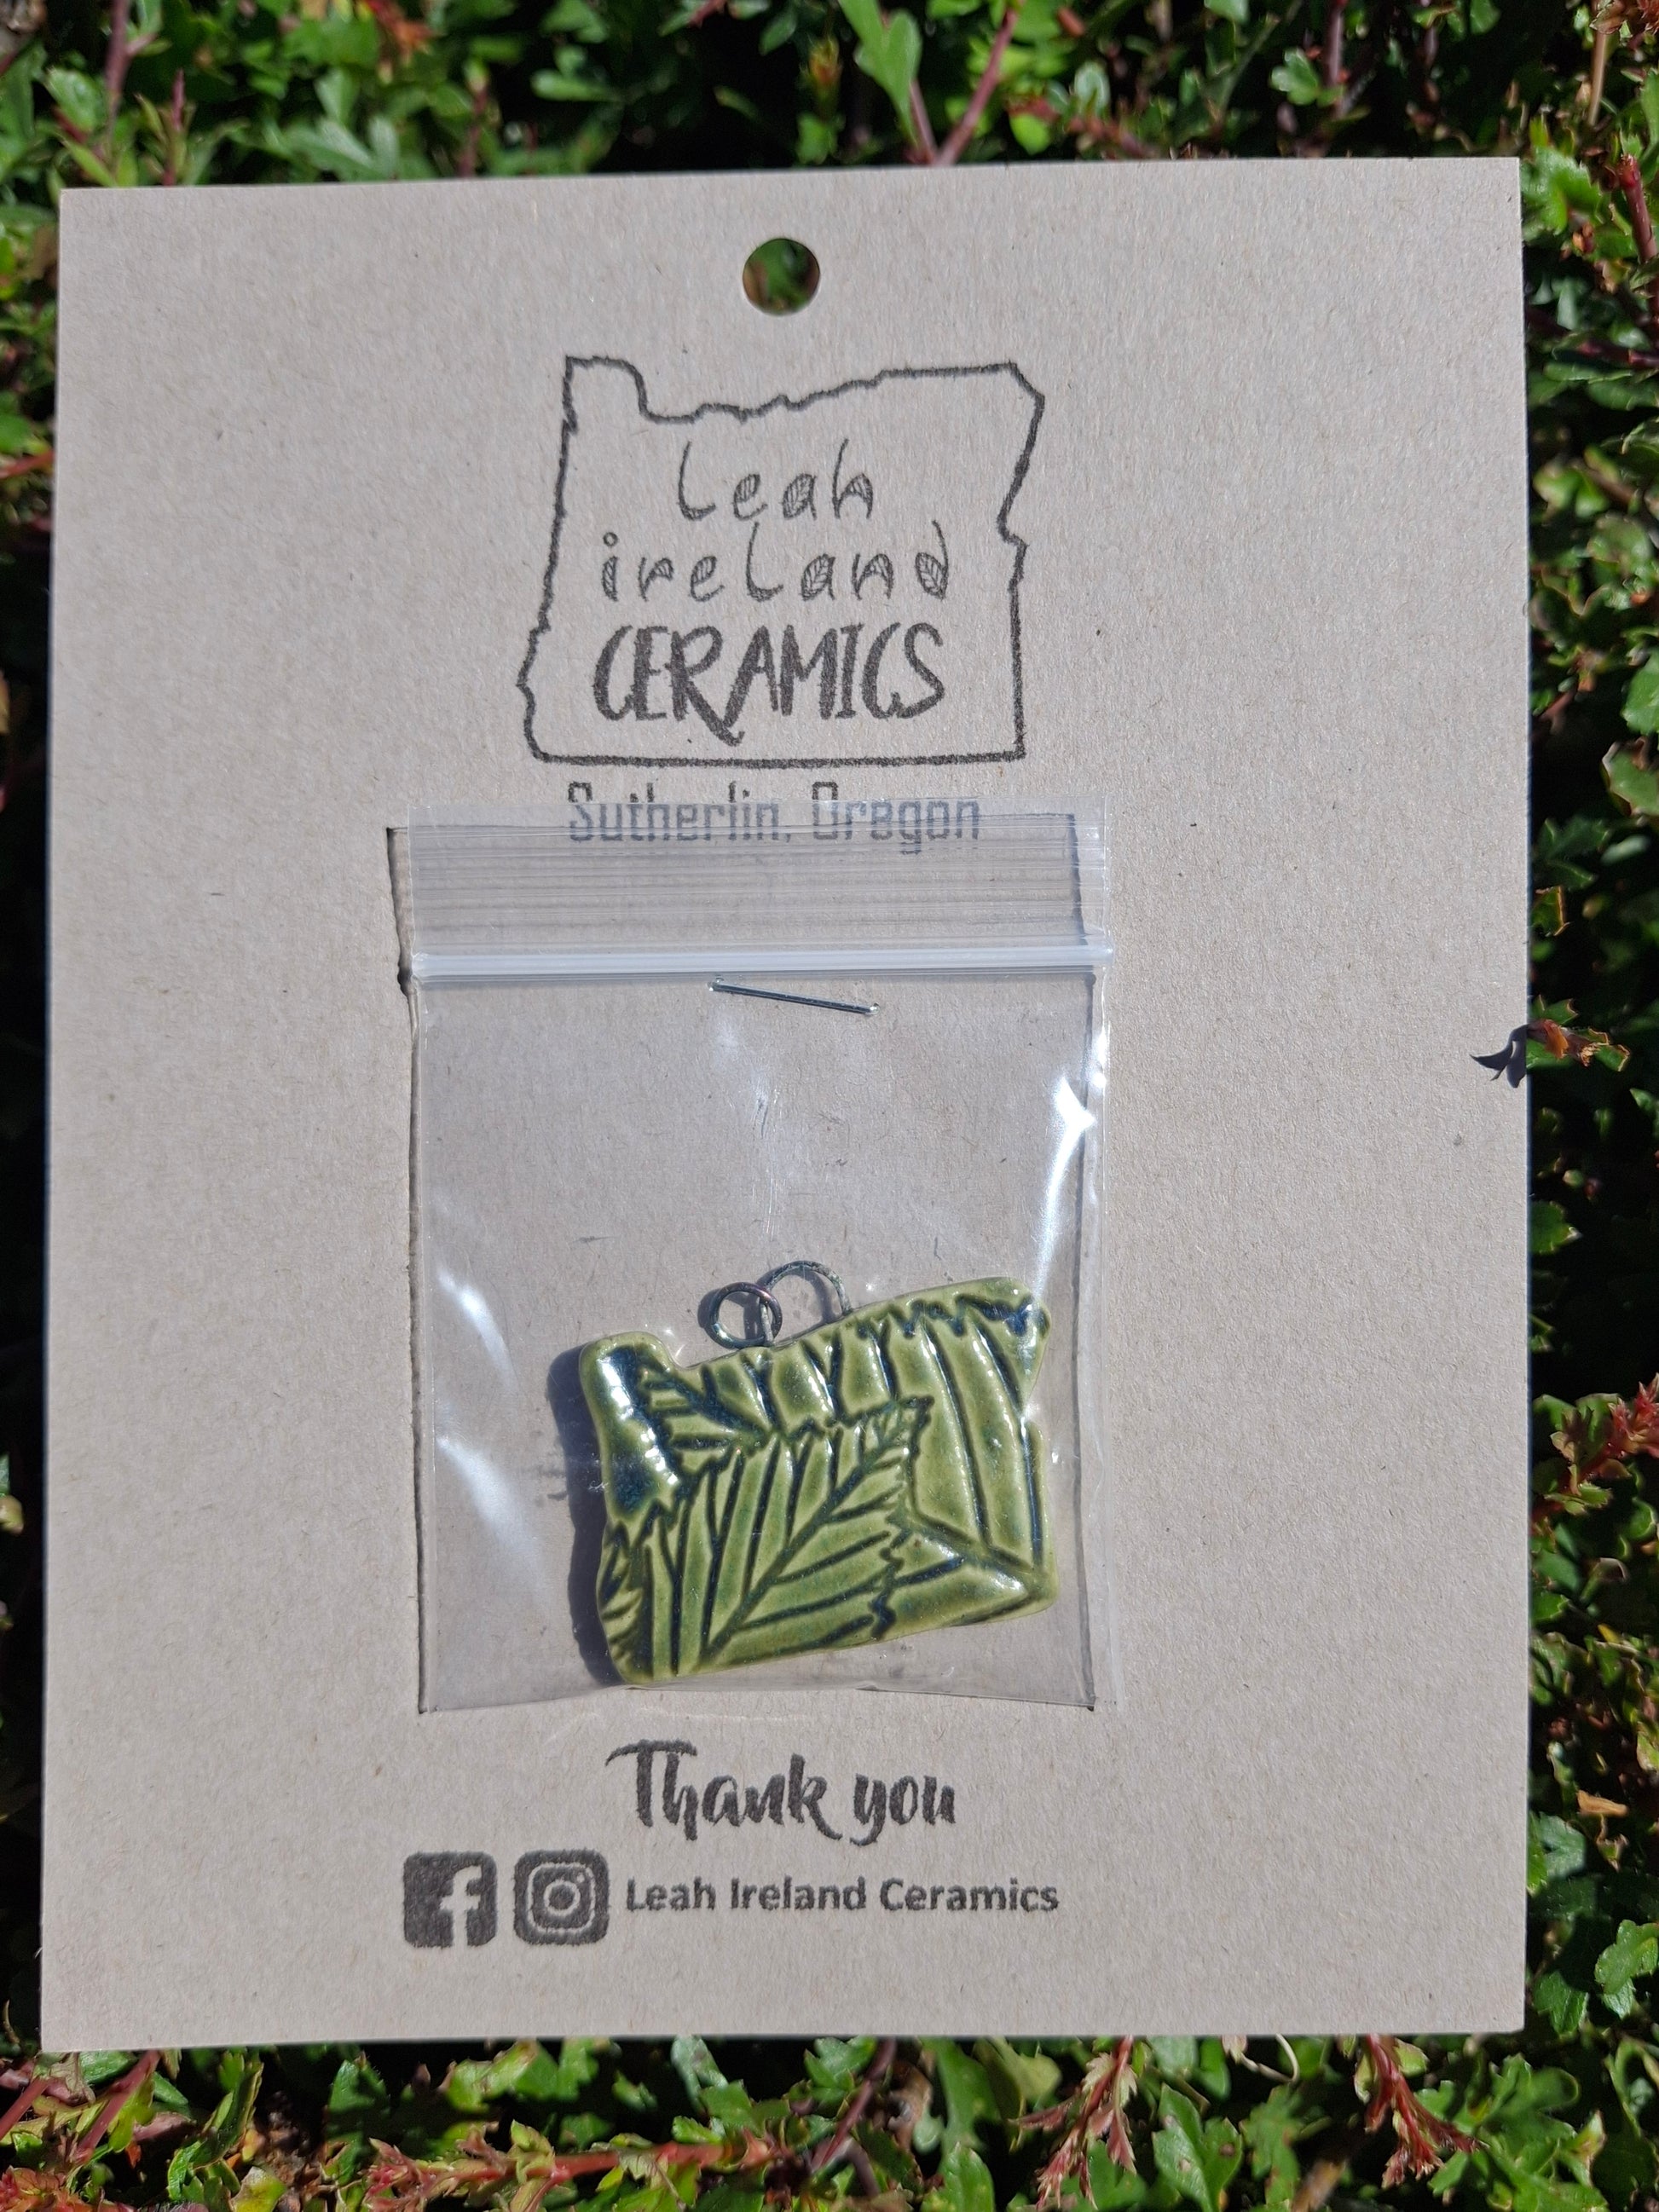 Leah
ireland
CERAMICS
Sutherlin, Oregon
Thank you
Leah Ireland Ceramics